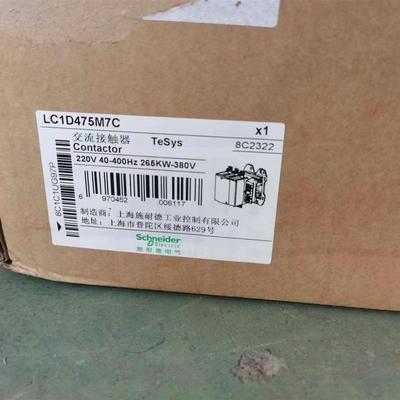 LC1D475M7C x1
交流接触器 TeSys 8C2322
Contactor
220V 40-400Hz 265KW-380V
8C1C1UG97P
6 970452 006117
制造商：上海施耐德工业控制有限公司
地址：上海市普陀区绥德路629号
Schneider
Electric
施耐德电气